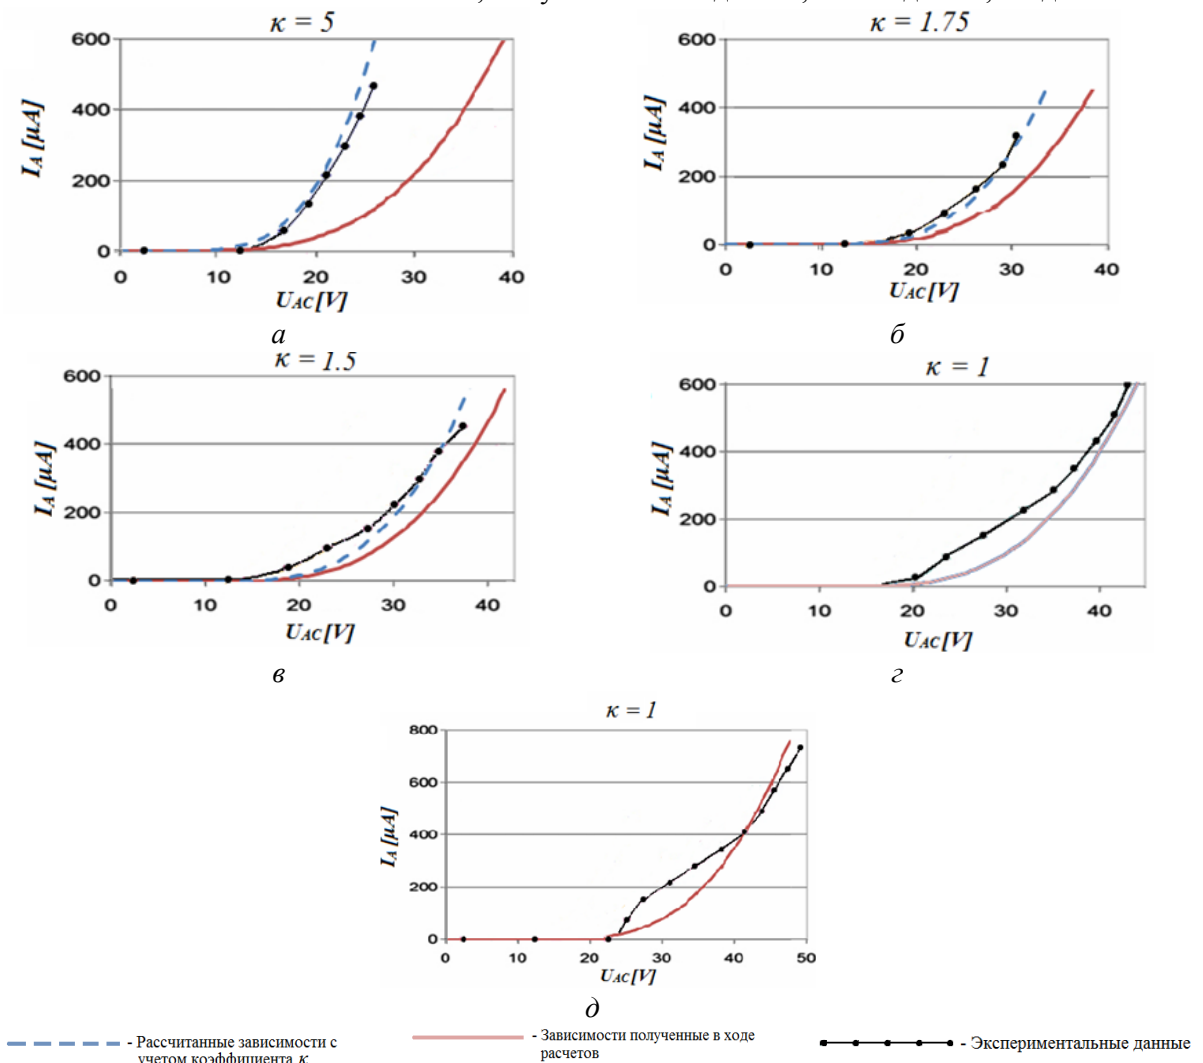 κ = 5
600
400
200
0
0 10 20 30 40
I_A [μA]
U_AC [V]
а
κ = 1.75
600
400
200
0
0 10 20 30 40
I_A [μA]
U_AC [V]
б
κ = 1.5
600
400
200
0
0 10 20 30 40
I_A [μA]
U_AC [V]
в
κ = 1
600
400
200
0
0 10 20 30 40
I_A [μA]
U_AC [V]
г
κ = 1
800
600
400
200
0
0 10 20 30 40 50
I_A [μA]
U_AC [V]
д
- Рассчитанные зависимости с
учетом коэффициента κ
- Зависимости полученные в ходе
расчетов
- Экспериментальные данные